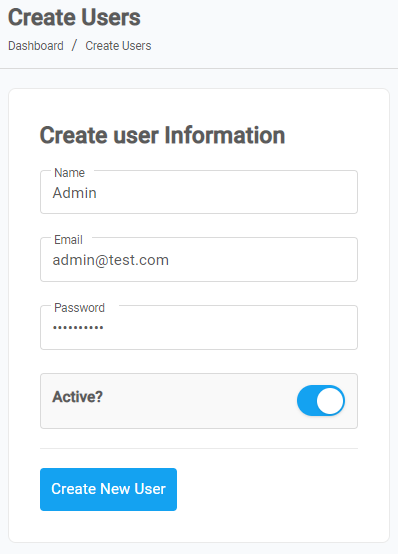 Create Users
Dashboard / Create Users
Create user Information
Name
Admin
Email
admin@test.com
Password
••••••••••
Active?
Create New User